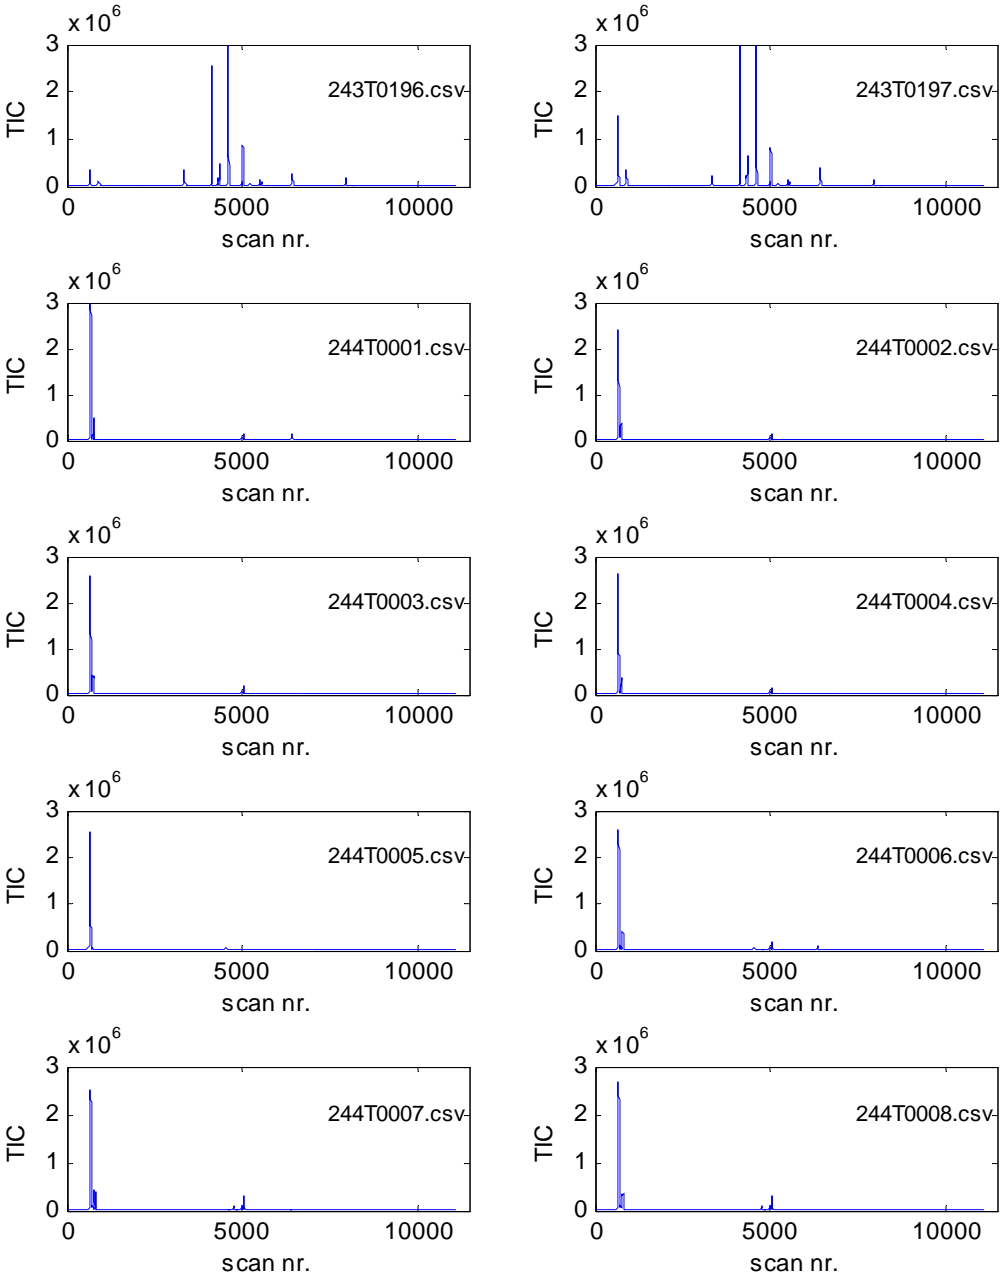 x 10^6
3
2
1
0
TIC
243T0196.csv
0 5000 10000
scan nr.
x 10^6
3
2
1
0
TIC
243T0197.csv
0 5000 10000
scan nr.
x 10^6
3
2
1
0
TIC
244T0001.csv
0 5000 10000
scan nr.
x 10^6
3
2
1
0
TIC
244T0002.csv
0 5000 10000
scan nr.
x 10^6
3
2
1
0
TIC
244T0003.csv
0 5000 10000
scan nr.
x 10^6
3
2
1
0
TIC
244T0004.csv
0 5000 10000
scan nr.
x 10^6
3
2
1
0
TIC
244T0005.csv
0 5000 10000
scan nr.
x 10^6
3
2
1
0
TIC
244T0006.csv
0 5000 10000
scan nr.
x 10^6
3
2
1
0
TIC
244T0007.csv
0 5000 10000
scan nr.
x 10^6
3
2
1
0
TIC
244T0008.csv
0 5000 10000
scan nr.